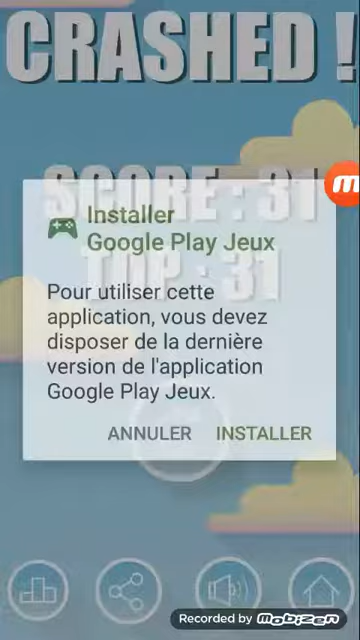 CRASHED !
SCORE : 31
TOP : 31
Installer
Google Play Jeux
Pour utiliser cette
application, vous devez
disposer de la dernière
version de l'application
Google Play Jeux.
ANNULER INSTALLER
Recorded by Mobizen